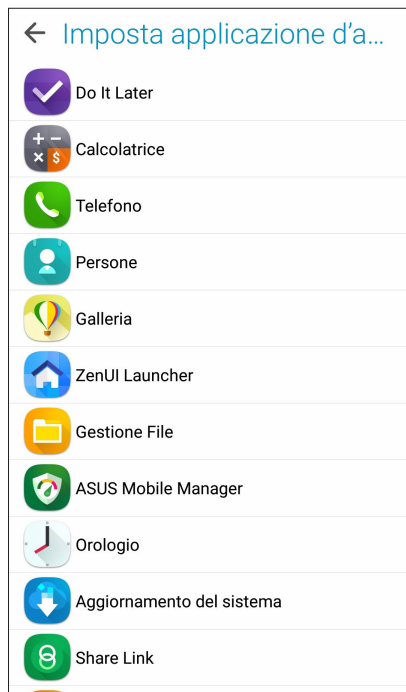 Imposta applicazione d'a...
Do It Later
Calcolatrice
Telefono
Persone
Galleria
ZenUI Launcher
Gestione File
ASUS Mobile Manager
Orologio
Aggiornamento del sistema
Share Link